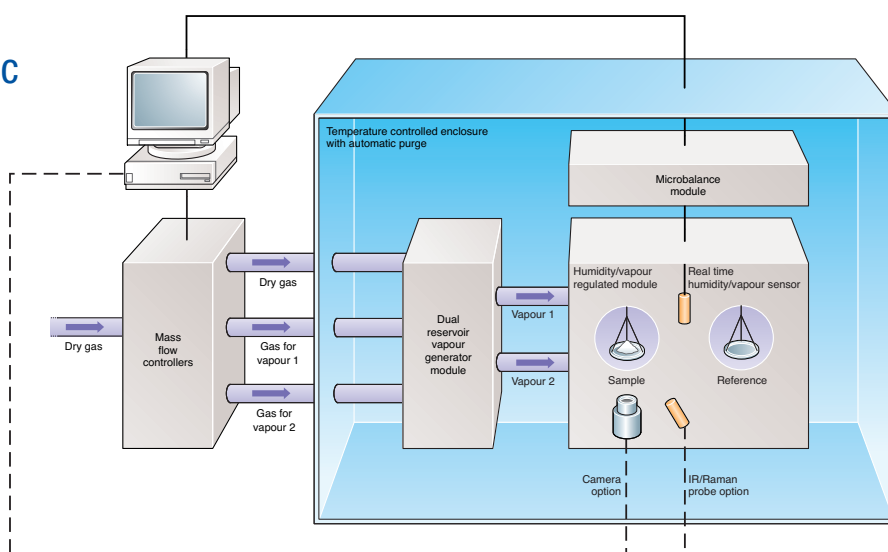 C
Temperature controlled enclosure
with automatic purge
Microbalance
module
Dry gas
Mass
flow
controllers
Dry gas
Gas for
vapour 1
Gas for
vapour 2
Dual
reservoir
vapour
generator
module
Vapour 1
Vapour 2
Humidity/vapour
regulated module
Real time
humidity/vapour sensor
Sample
Reference
Camera
option
IR/Raman
probe option